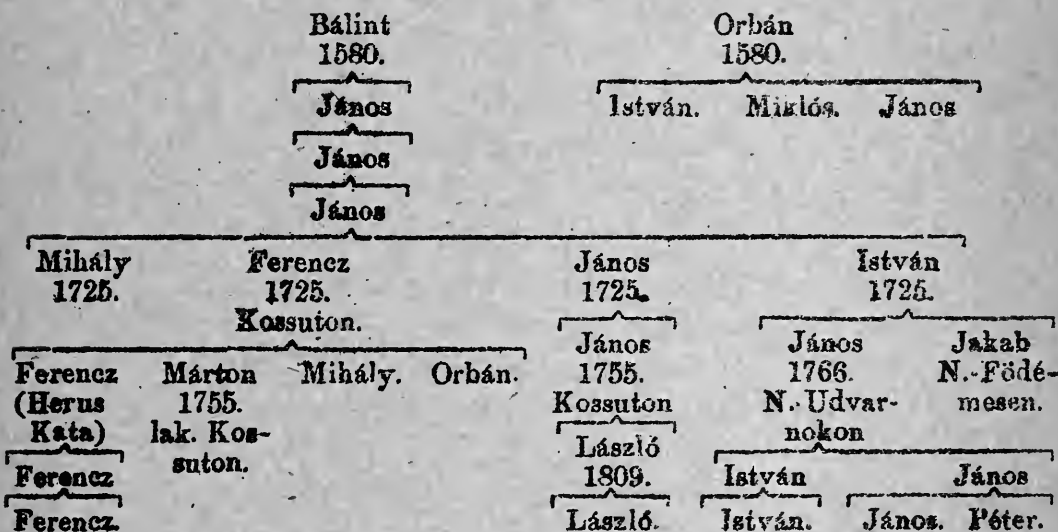 Bálint Orbán
1580. 1580.
János István. Miklós. János
János
János
Mihály Ferencz János István
1725. 1725. 1725. 1725.
Kossuton.
János János Jakab
Ferencz Márton Mihály. Orbán. 1755. 1766. N.-Födé-
(Herus 1755. Kossuton N.-Udvar- mesen.
Kata) lak. Kos- nokon
suton. László
Ferencz 1809. István János
Ferencz. László. István. János. Péter.